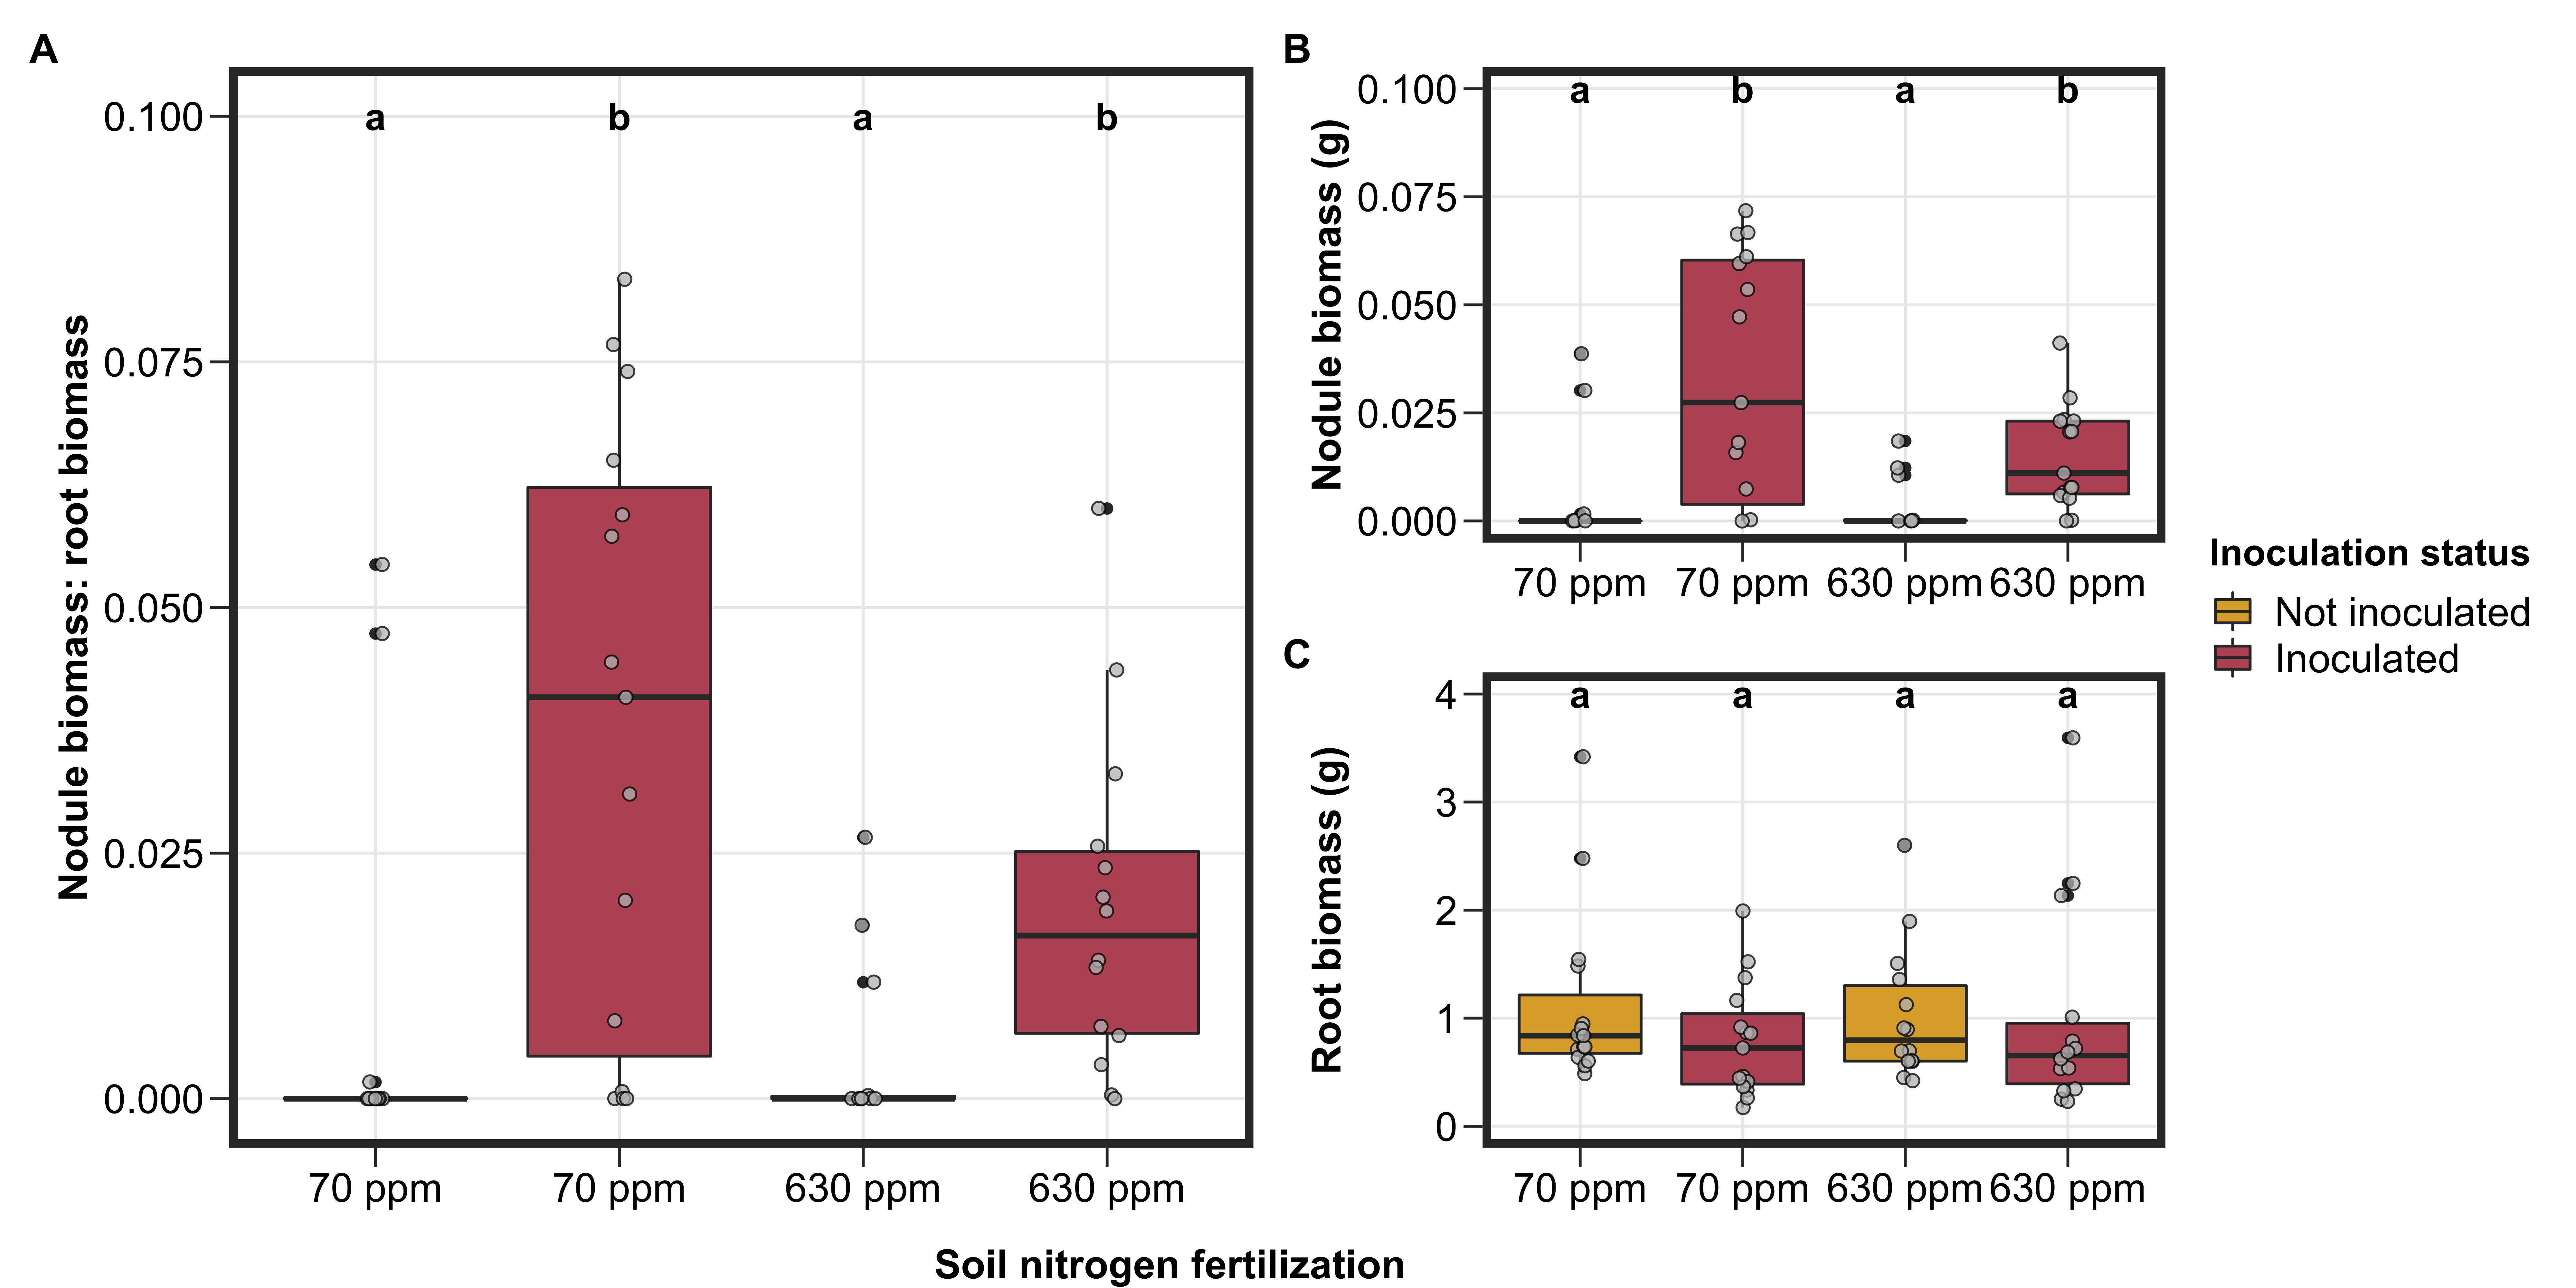 A
Nodule biomass: root biomass
0.100
0.075
0.050
0.025
0.000
a b a b
70 ppm 70 ppm 630 ppm 630 ppm
B
Nodule biomass (g)
0.100
0.075
0.050
0.025
0.000
a b a b
70 ppm 70 ppm 630 ppm 630 ppm
C
Root biomass (g)
4
3
2
1
0
a a a a
70 ppm 70 ppm 630 ppm 630 ppm
Soil nitrogen fertilization
Inoculation status
Not inoculated
Inoculated